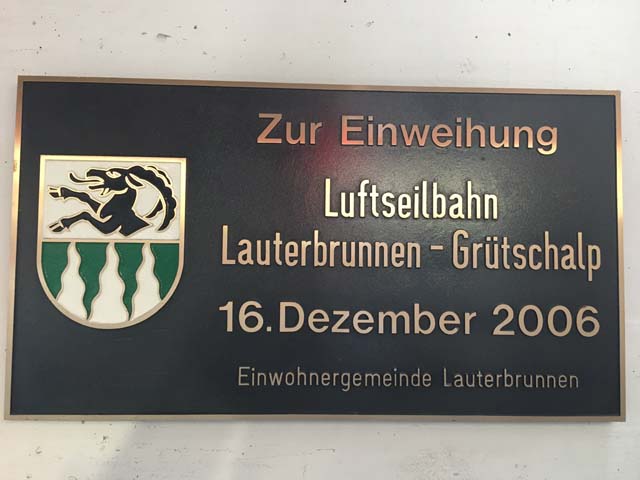 Zur Einweihung
Luftseilbahn
Lauterbrunnen - Grütschalp
16. Dezember 2006
Einwohnergemeinde Lauterbrunnen